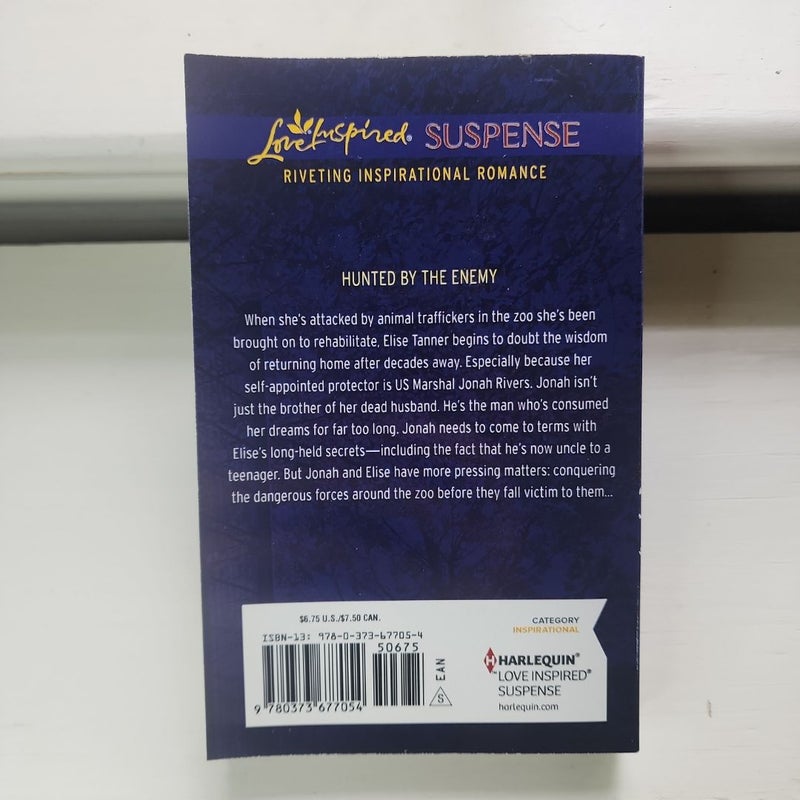 Love Inspired® SUSPENSE
RIVETING INSPIRATIONAL ROMANCE
HUNTED BY THE ENEMY
When she's attacked by animal traffickers in the zoo she's been
brought on to rehabilitate, Elise Tanner begins to doubt the wisdom
of returning home after decades away. Especially because her
self-appointed protector is US Marshal Jonah Rivers. Jonah isn't
just the brother of her dead husband. He's the man who's consumed
her dreams for far too long. Jonah needs to come to terms with
Elise's long-held secrets—including the fact that he's now uncle to a
teenager. But Jonah and Elise have more pressing matters: conquering
the dangerous forces around the zoo before they fall victim to them...
$6.75 U.S./$7.50 CAN.
ISBN-13: 978-0-373-67705-4
50675
9 780373 677054
EAN
S
CATEGORY
INSPIRATIONAL
HARLEQUIN®
™LOVE INSPIRED®
SUSPENSE
harlequin.com